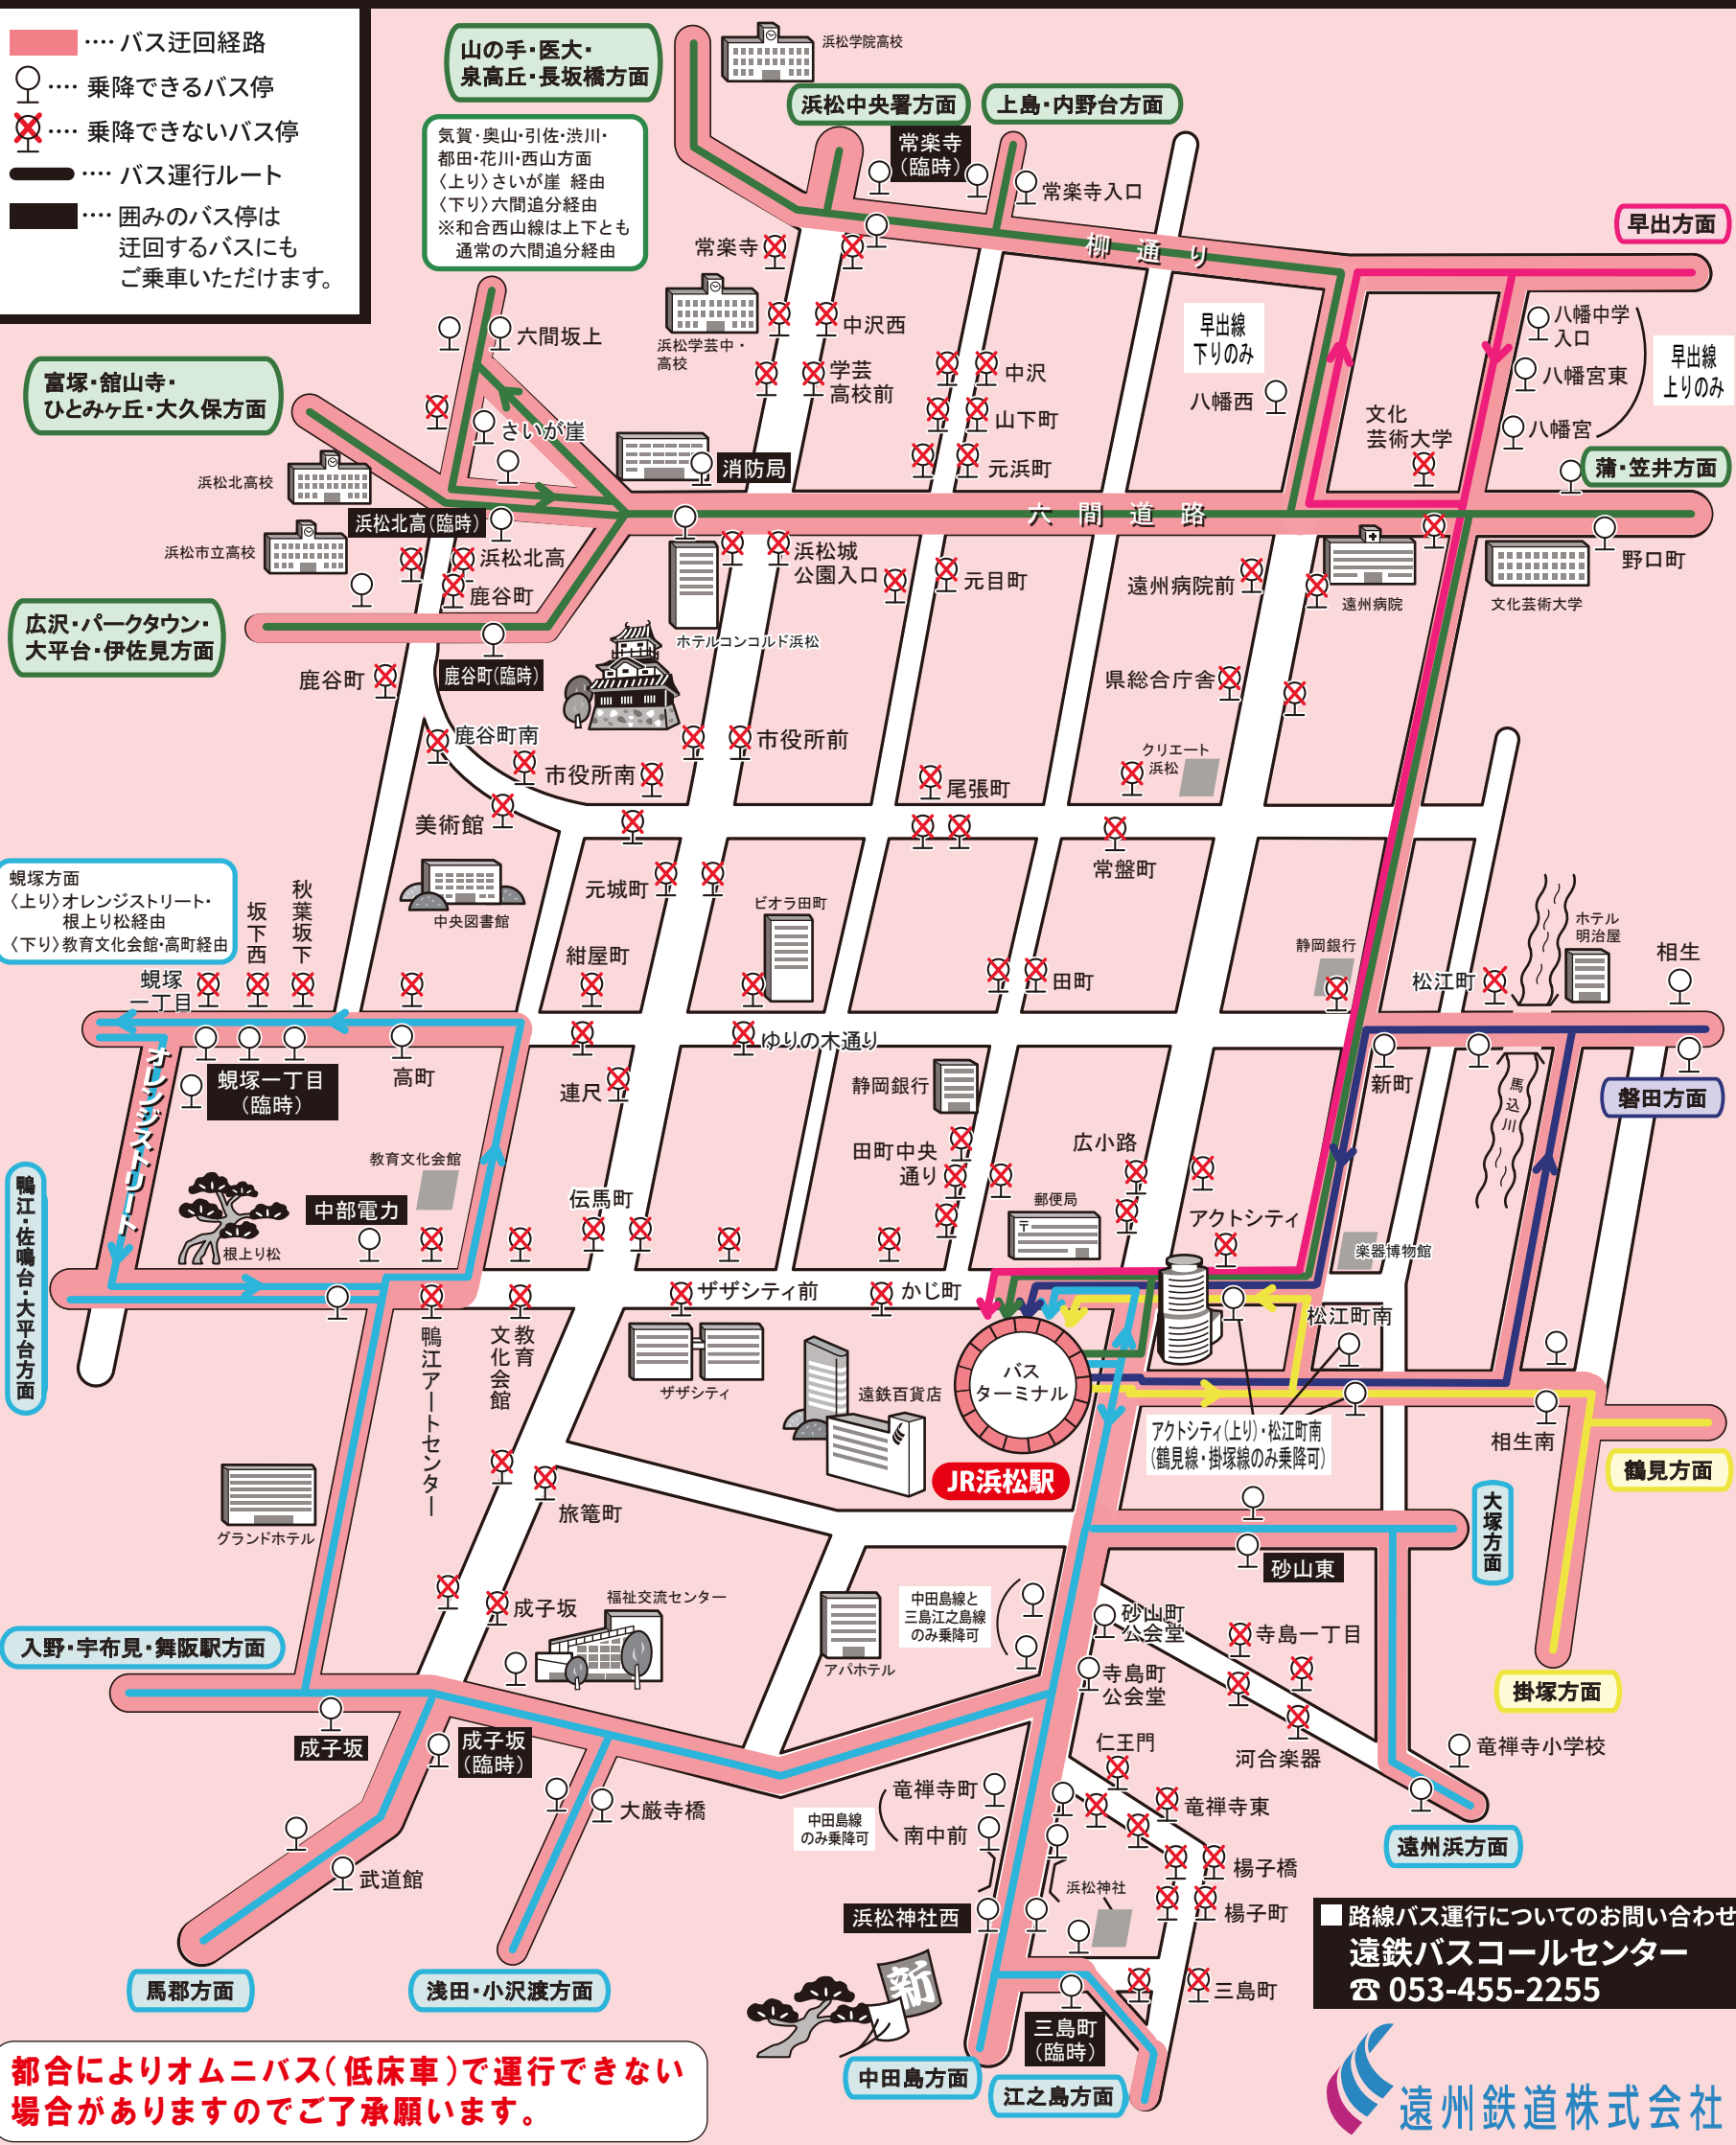 バス迂回経路
乗降できるバス停
乗降できないバス停
バス運行ルート
囲みのバス停は
迂回するバスにも
ご乗車いただけます。
山の手・医大・
泉高丘・長坂橋方面
気賀・奥山・引佐・渋川・
都田・花川・西山方面
〈上り〉さいが崖 経由
〈下り〉六間追分経由
※和合西山線は上下とも
通常の六間追分経由
浜松学院高校
浜松中央署方面
上島・内野台方面
常楽寺
（臨時）
常楽寺入口
早出方面
常楽寺
柳通り
浜松学芸中・
高校
中沢西
学芸
高校前
中沢
山下町
元浜町
早出線
下りのみ
八幡西
八幡中学
入口
八幡宮東
八幡宮
早出線
上りのみ
文化
芸術大学
蒲・笠井方面
六間坂上
富塚・舘山寺・
ひとみヶ丘・大久保方面
さいが崖
消防局
浜松北高校
浜松北高（臨時）
六間道路
浜松市立高校
浜松北高
鹿谷町
浜松城
公園入口
元目町
遠州病院前
遠州病院
文化芸術大学
野口町
広沢・パークタウン・
大平台・伊佐見方面
ホテルコンコルド浜松
鹿谷町
鹿谷町（臨時）
県総合庁舎
鹿谷町南
市役所前
市役所南
クリエート
浜松
尾張町
美術館
常盤町
中央図書館
元城町
ビオラ田町
蜆塚方面
〈上り〉オレンジストリート・
根上り松経由
〈下り〉教育文化会館・高町経由
坂下西
秋葉坂下
蜆塚
一丁目
紺屋町
田町
静岡銀行
松江町
ホテル
明治屋
相生
オレンジストリート
蜆塚一丁目
（臨時）
高町
ゆりの木通り
連尺
静岡銀行
新町
馬込川
磐田方面
鴨江・佐鳴台・大平台方面
教育文化会館
田町中央
通り
広小路
根上り松
中部電力
伝馬町
郵便局
〒
アクトシティ
楽器博物館
ザザシティ前
かじ町
松江町南
鴨江アートセンター
教育
文化会館
ザザシティ
遠鉄百貨店
バス
ターミナル
アクトシティ（上り）・松江町南
（鶴見線・掛塚線のみ乗降可）
相生南
鶴見方面
JR浜松駅
大塚方面
グランドホテル
旅篭町
砂山東
成子坂
福祉交流センター
アパホテル
中田島線と
三島江之島線
のみ乗降可
砂山町
公会堂
寺島一丁目
入野・宇布見・舞阪駅方面
寺島町
公会堂
掛塚方面
成子坂
成子坂
（臨時）
仁王門
河合楽器
竜禅寺小学校
大厳寺橋
竜禅寺町
中田島線
のみ乗降可
南中前
竜禅寺東
遠州浜方面
武道館
楊子橋
浜松神社
浜松神社西
楊子町
路線バス運行についてのお問い合わせ
遠鉄バスコールセンター
☎ 053-455-2255
馬郡方面
浅田・小沢渡方面
新
三島町
三島町
（臨時）
中田島方面
江之島方面
都合によりオムニバス（低床車）で運行できない
場合がありますのでご了承願います。
遠州鉄道株式会社